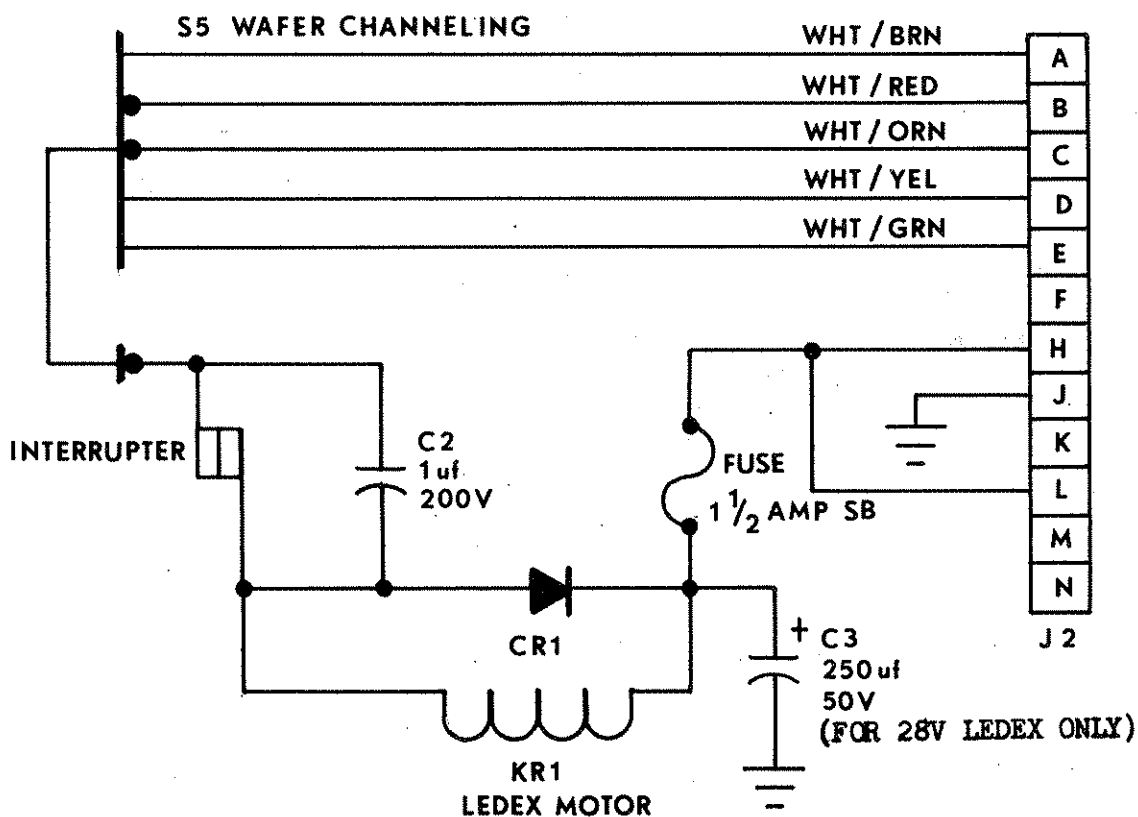 S5 WAFER CHANNELING
WHT/BRN
A
WHT/RED
B
WHT/ORN
C
WHT/YEL
D
WHT/GRN
E
F
H
J
K
L
M
N
J2
INTERRUPTER
C2
1uf
200V
FUSE
1 1/2 AMP SB
CR1
+ C3
250uf
50V
(FOR 28V LEDEX ONLY)
KR1
LEDEX MOTOR